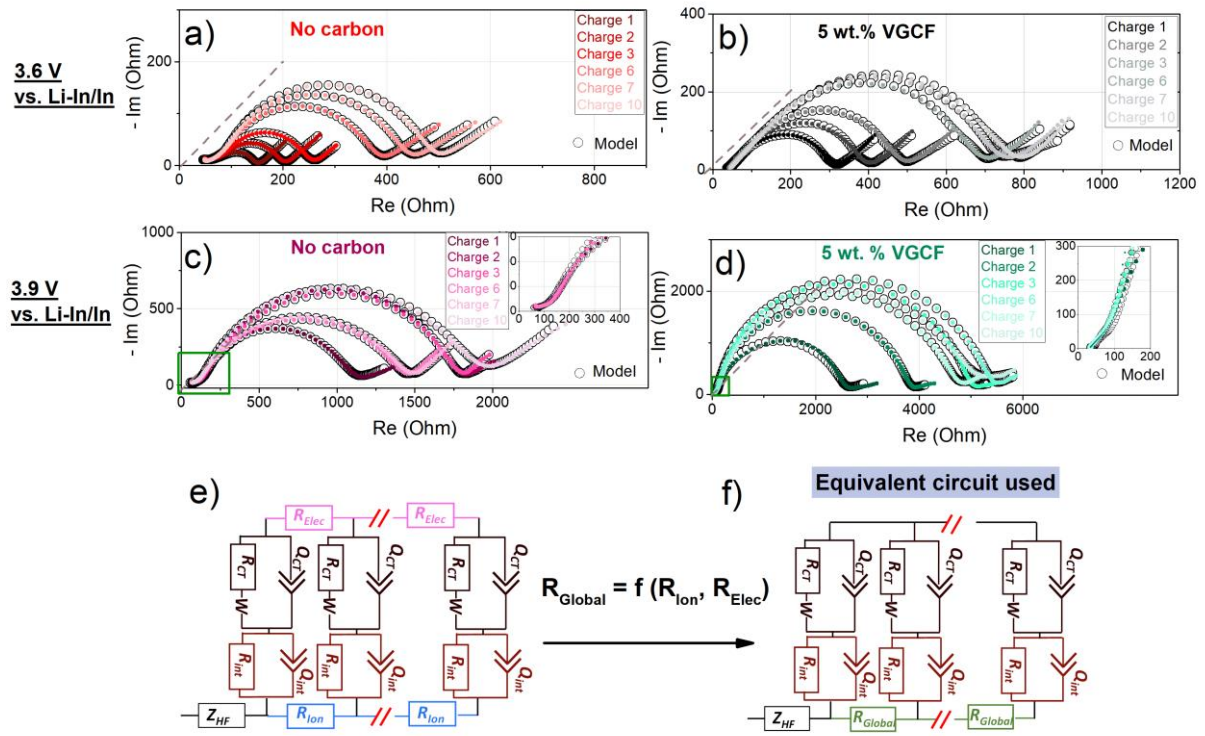 3.6 V
vs. Li-In/In
a)
No carbon
Charge 1
Charge 2
Charge 3
Charge 6
Charge 7
Charge 10
Model
- Im (Ohm)
0
100
200
0
200
400
600
800
Re (Ohm)
b)
5 wt.% VGCF
Charge 1
Charge 2
Charge 3
Charge 6
Charge 7
Charge 10
Model
- Im (Ohm)
0
200
400
0
200
400
600
800
1000
1200
Re (Ohm)
3.9 V
vs. Li-In/In
c)
No carbon
Charge 1
Charge 2
Charge 3
Charge 6
Charge 7
Charge 10
Model
- Im (Ohm)
0
500
1000
0
500
1000
1500
2000
Re (Ohm)
0
0
0
0
0 100 200 300 400
d)
5 wt. % VGCF
Charge 1
Charge 2
Charge 3
Charge 6
Charge 7
Charge 10
Model
- Im (Ohm)
0
2000
0
2000
4000
6000
Re (Ohm)
300
200
100
0
0
100
200
e)
R_Elec
R_Elec
R_CT
W
Q_CT
R_CT
W
Q_CT
R_CT
W
Q_CT
R_int
Q_int
R_int
Q_int
R_int
Q_int
Z_HF
R_Ion
R_Ion
R_Global = f (R_Ion, R_Elec)
f)
Equivalent circuit used
R_CT
W
Q_CT
R_CT
W
Q_CT
R_CT
W
Q_CT
R_int
Q_int
R_int
Q_int
R_int
Q_int
Z_HF
R_Global
R_Global